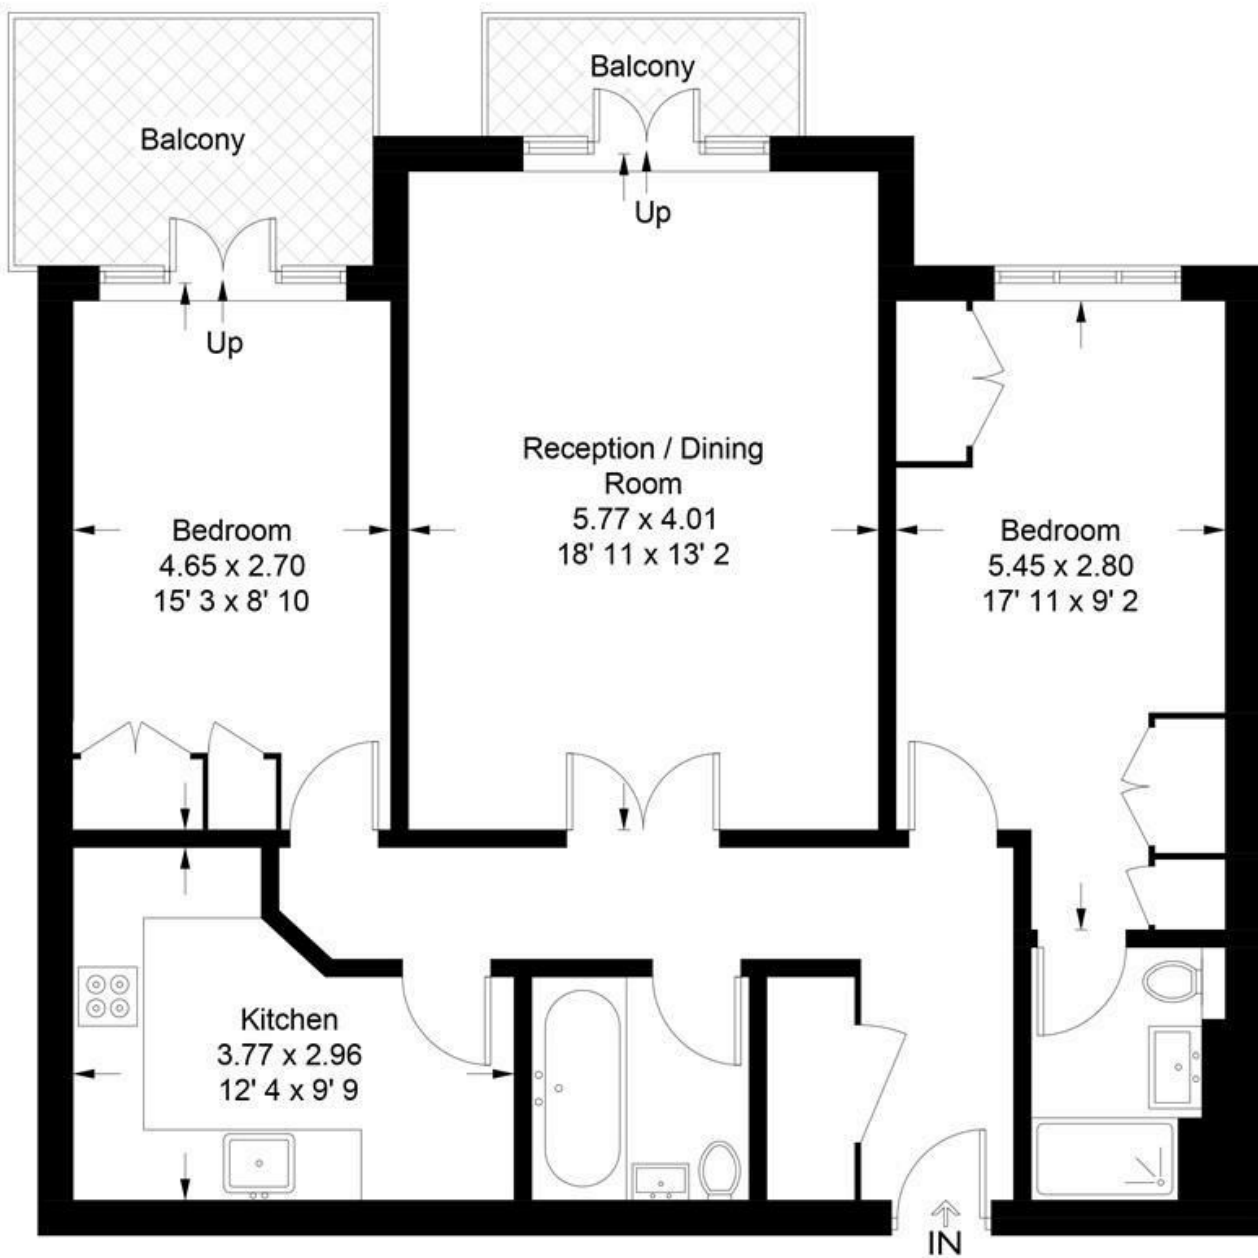 Balcony
Balcony
Up
Up
Reception / Dining
Room
5.77 x 4.01
18' 11 x 13' 2
Bedroom
4.65 x 2.70
15' 3 x 8' 10
Bedroom
5.45 x 2.80
17' 11 x 9' 2
Kitchen
3.77 x 2.96
12' 4 x 9' 9
IN